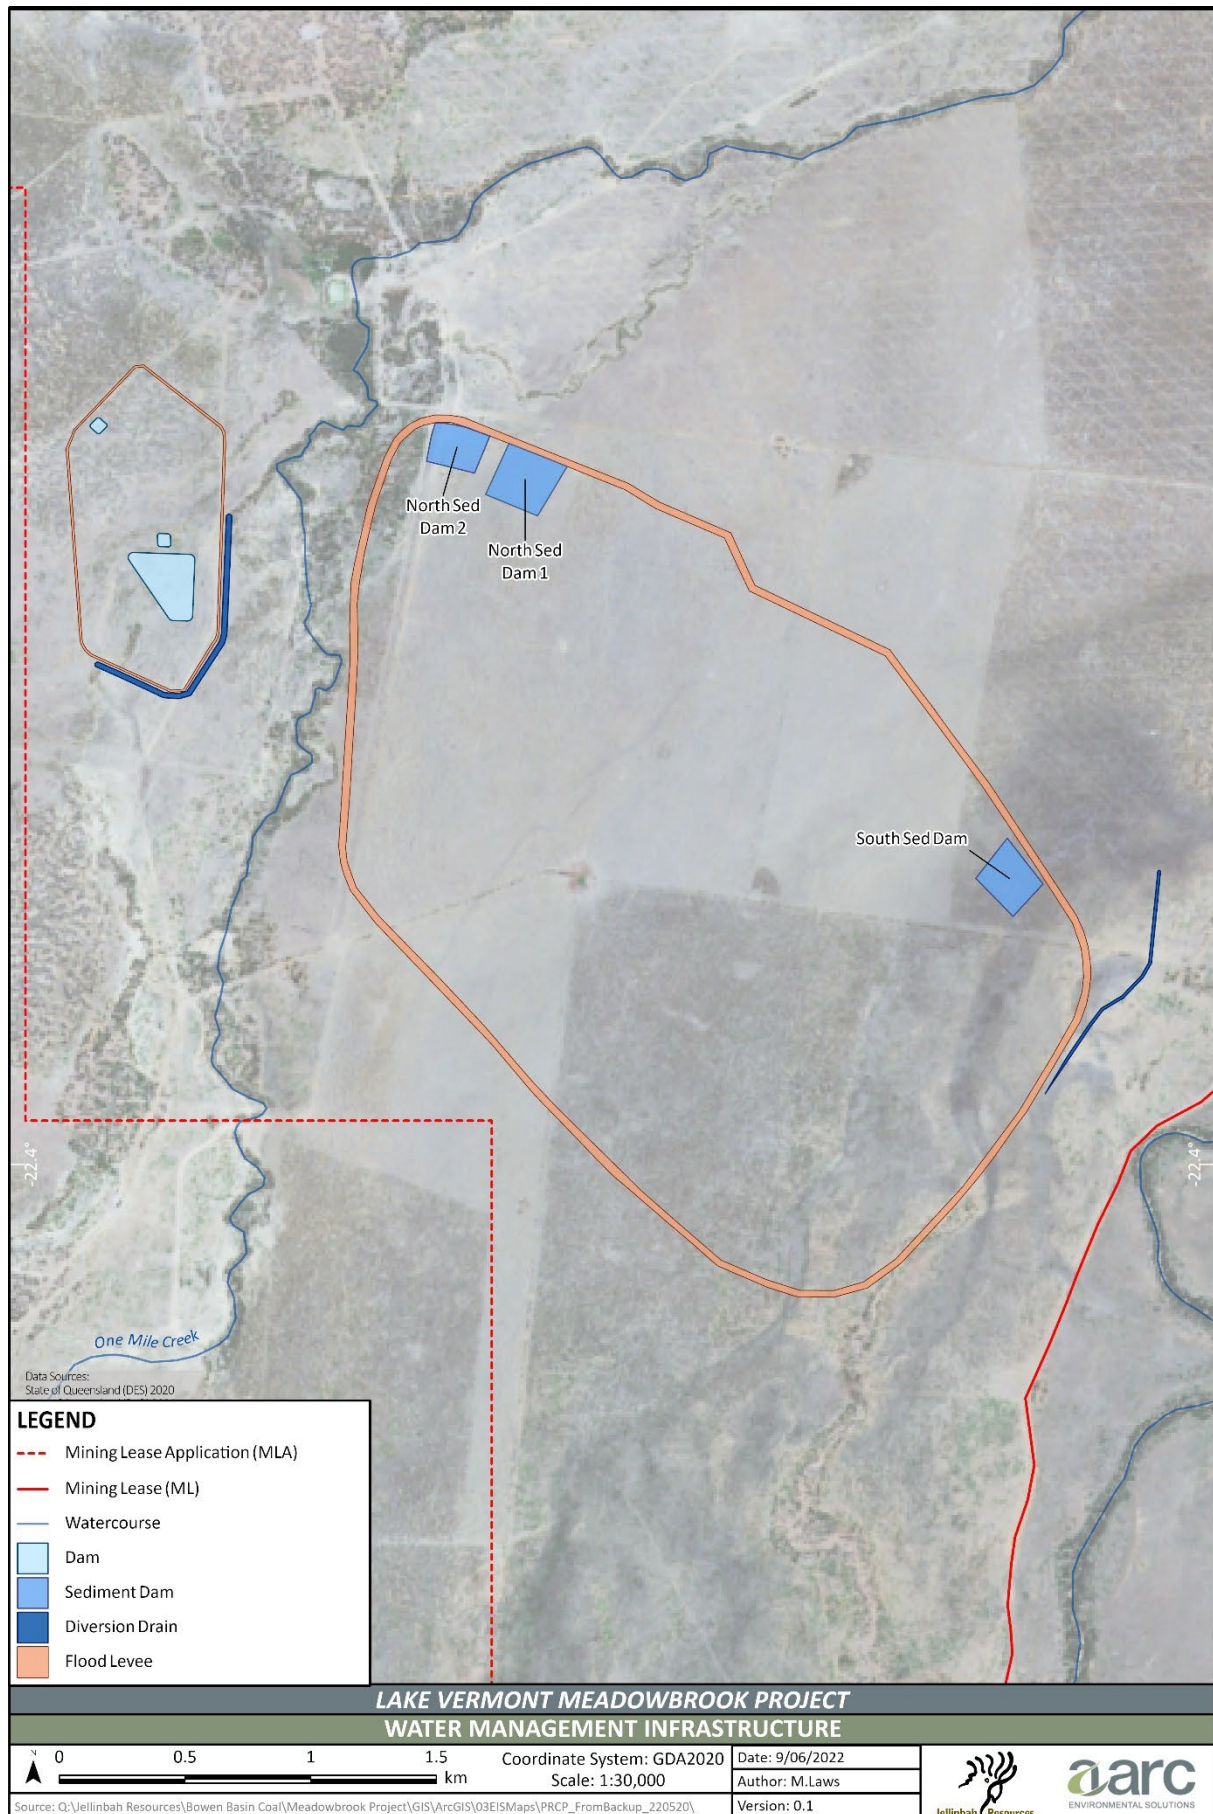 North Sed
Dam 2
North Sed
Dam 1
South Sed Dam
-22.4°
-22.4°
One Mile Creek
Data Sources:
State of Queensland (DES) 2020
LEGEND
Mining Lease Application (MLA)
Mining Lease (ML)
Watercourse
Dam
Sediment Dam
Diversion Drain
Flood Levee
LAKE VERMONT MEADOWBROOK PROJECT
WATER MANAGEMENT INFRASTRUCTURE
N
0 0.5 1 1.5
km
Coordinate System: GDA2020
Scale: 1:30,000
Date: 9/06/2022
Author: M.Laws
Version: 0.1
Source: Q:\Jellinbah Resources\Bowen Basin Coal\Meadowbrook Project\GIS\ArcGIS\03EISMaps\PRCP_FromBackup_220520\
Jellinbah Resources
aarc
ENVIRONMENTAL SOLUTIONS